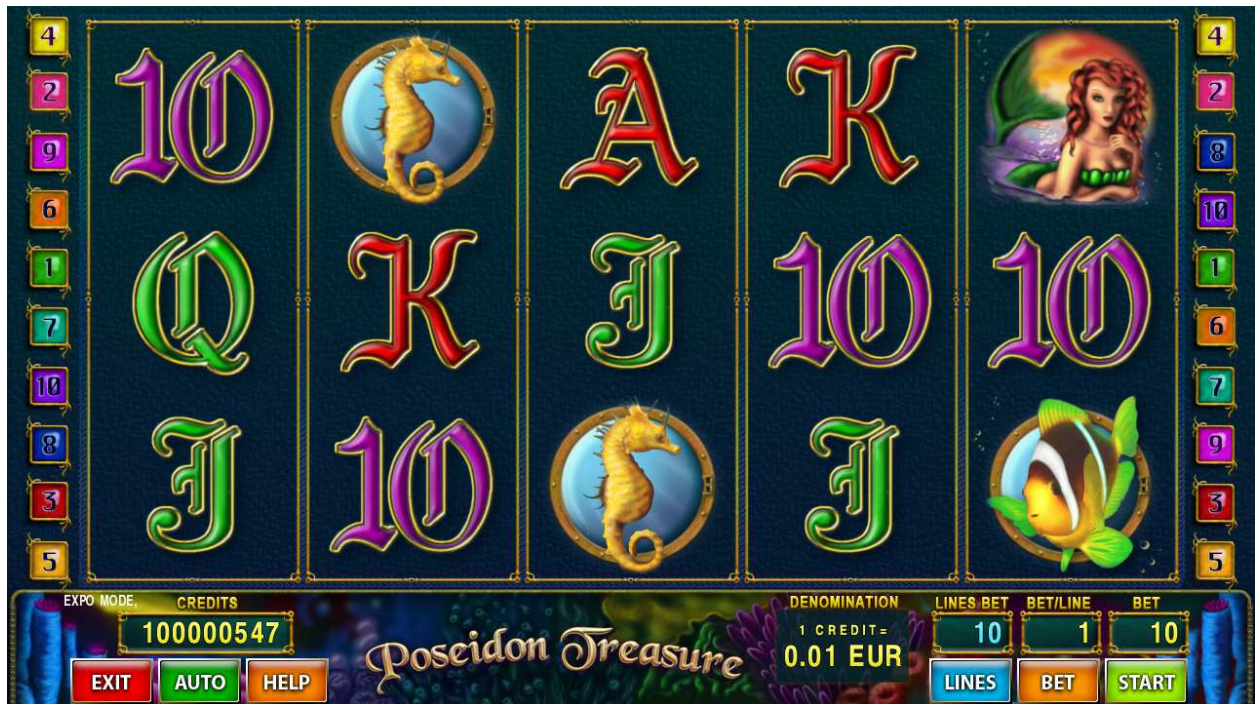 4 4
10 A K
2 2
9 8
6 10
Q K J 10 10
1 1
7 6
10 7
8 9
J 10 J
3 3
5 5
EXPO MODE, CREDITS DENOMINATION LINES BET BET/LINE BET
100000547 1 CREDIT= 10 1 10
Poseidon Treasure 0.01 EUR
EXIT AUTO HELP LINES BET START